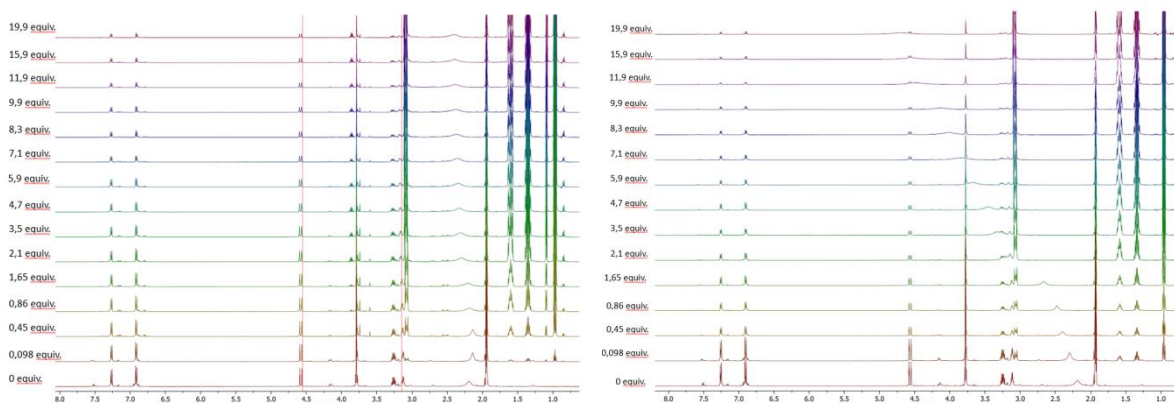 19,9 equiv.
15,9 equiv.
11,9 equiv.
9,9 equiv.
8,3 equiv.
7,1 equiv.
5,9 equiv.
4,7 equiv.
3,5 equiv.
2,1 equiv.
1,65 equiv.
0,86 equiv.
0,45 equiv.
0,098 equiv.
0 equiv.
8.0 7.5 7.0 6.5 6.0 5.5 5.0 4.5 4.0 3.5 3.0 2.5 2.0 1.5 1.0
19.9 equiv.
15,9 equiv.
11,9 equiv.
9,9 equiv.
8,3 equiv.
7,1 equiv.
5,9 equiv.
4,7 equiv.
3,5 equiv.
2,1 equiv.
1,65 equiv.
0,86 equiv.
0,45 equiv.
0,098 equiv.
0 equiv.
8.0 7.5 7.0 6.5 6.0 5.5 5.0 4.5 4.0 3.5 3.0 2.5 2.0 1.5 1.0